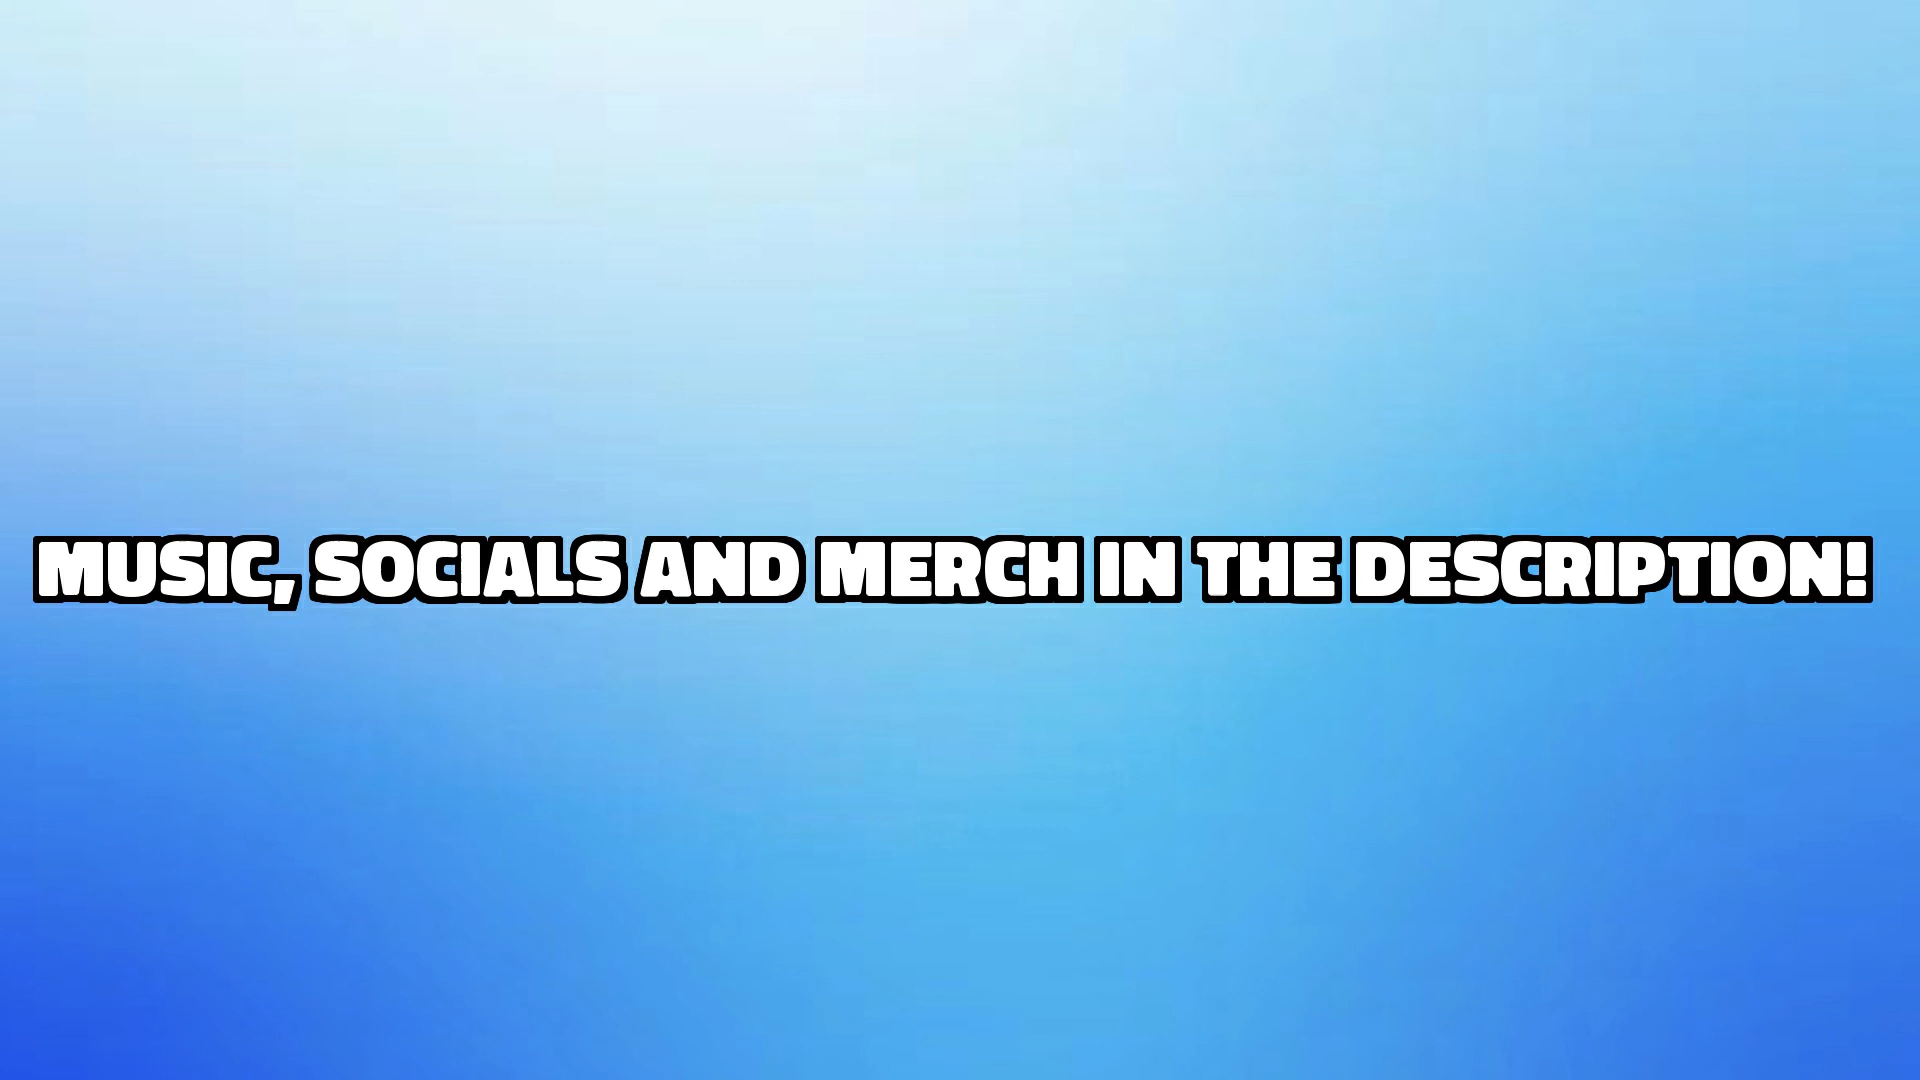 MUSIC, SOCIALS AND MERCH IN THE DESCRIPTION!